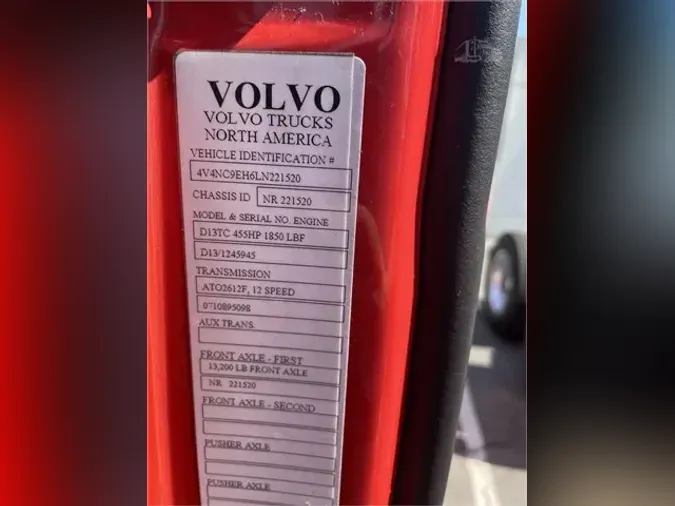 VOLVO
VOLVO TRUCKS
NORTH AMERICA
VEHICLE IDENTIFICATION #
4V4NC9EH6LN221520
CHASSIS ID NR 221520
MODEL & SERIAL NO. ENGINE
D13TC 455HP 1850 LBF
D13/1245945
TRANSMISSION
ATO2612F, 12 SPEED
0710895098
AUX TRANS.
FRONT AXLE - FIRST
13,200 LB FRONT AXLE
NR 221520
FRONT AXLE - SECOND
PUSHER AXLE
PUSHER AXLE